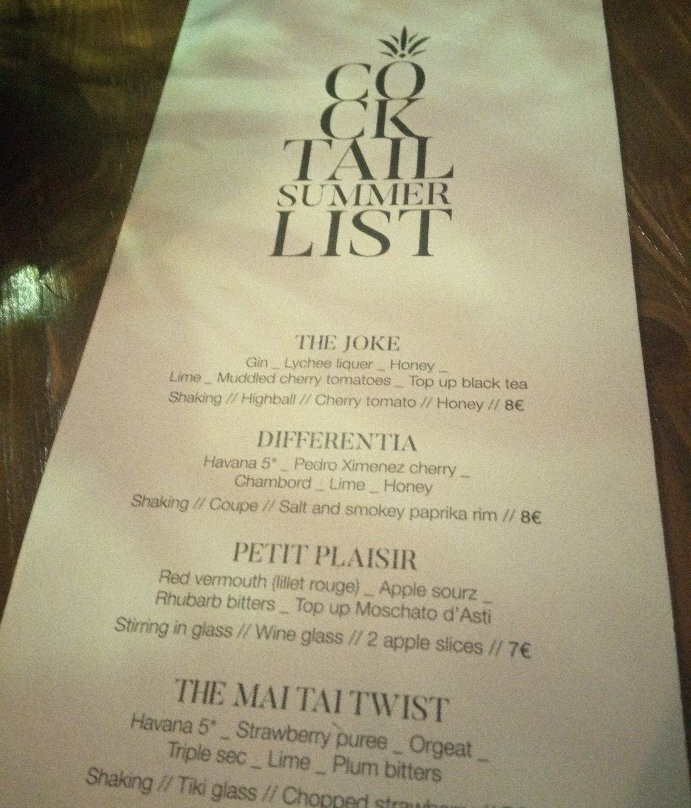 CO
CK
TAIL
SUMMER
LIST
THE JOKE
Gin _ Lychee liquer _ Honey _
Lime _ Muddled cherry tomatoes _ Top up black tea
Shaking // Highball // Cherry tomato // Honey // 8€
DIFFERENTIA
Havana 5* _ Pedro Ximenez cherry _
Chambord _ Lime _ Honey
Shaking // Coupe // Salt and smokey paprika rim // 8€
PETIT PLAISIR
Red vermouth (lillet rouge) _ Apple sourz _
Rhubarb bitters _ Top up Moschato d'Asti
Stirring in glass // Wine glass // 2 apple slices // 7€
THE MAI TAI TWIST
Havana 5* _ Strawberry puree _ Orgeat _
Triple sec _ Lime _ Plum bitters
Shaking // Tiki glass // Chopped